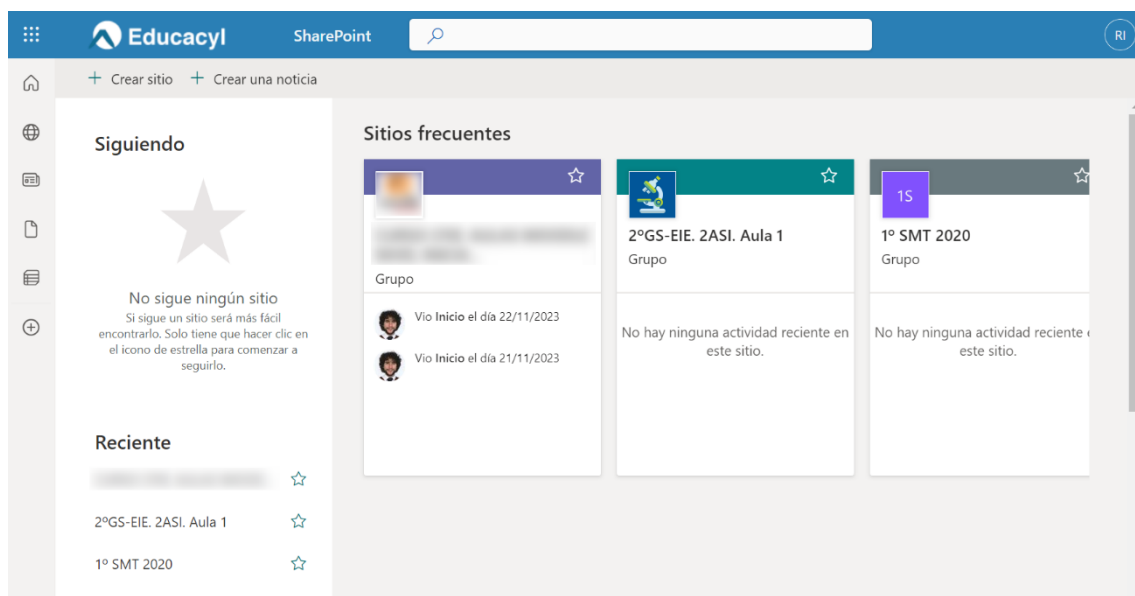 Educacyl
SharePoint
RI
+ Crear sitio + Crear una noticia
Siguiendo
No sigue ningún sitio
Si sigue un sitio será más fácil
encontrarlo. Solo tiene que hacer clic en
el icono de estrella para comenzar a
seguirlo.
Reciente
2ºGS-EIE. 2ASI. Aula 1
1º SMT 2020
Sitios frecuentes
Grupo
Vio Inicio el día 22/11/2023
Vio Inicio el día 21/11/2023
2ºGS-EIE. 2ASI. Aula 1
Grupo
No hay ninguna actividad reciente en
este sitio.
1S
1º SMT 2020
Grupo
No hay ninguna actividad reciente
este sitio.